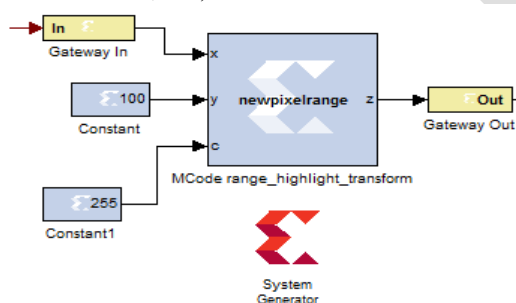 In
Gateway In
100
Constant
255
Constant1
x
y
c
newpixelrange
z
MCode range_highlight_transform
Out
Gateway Out
System
Generator